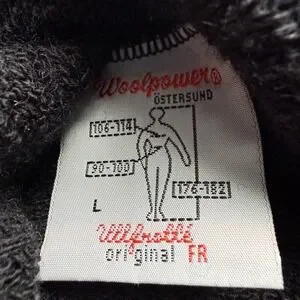 Woolpower®
ÖSTERSUND
106-114
90-100
176-182
L
Ullfrotté
original FR